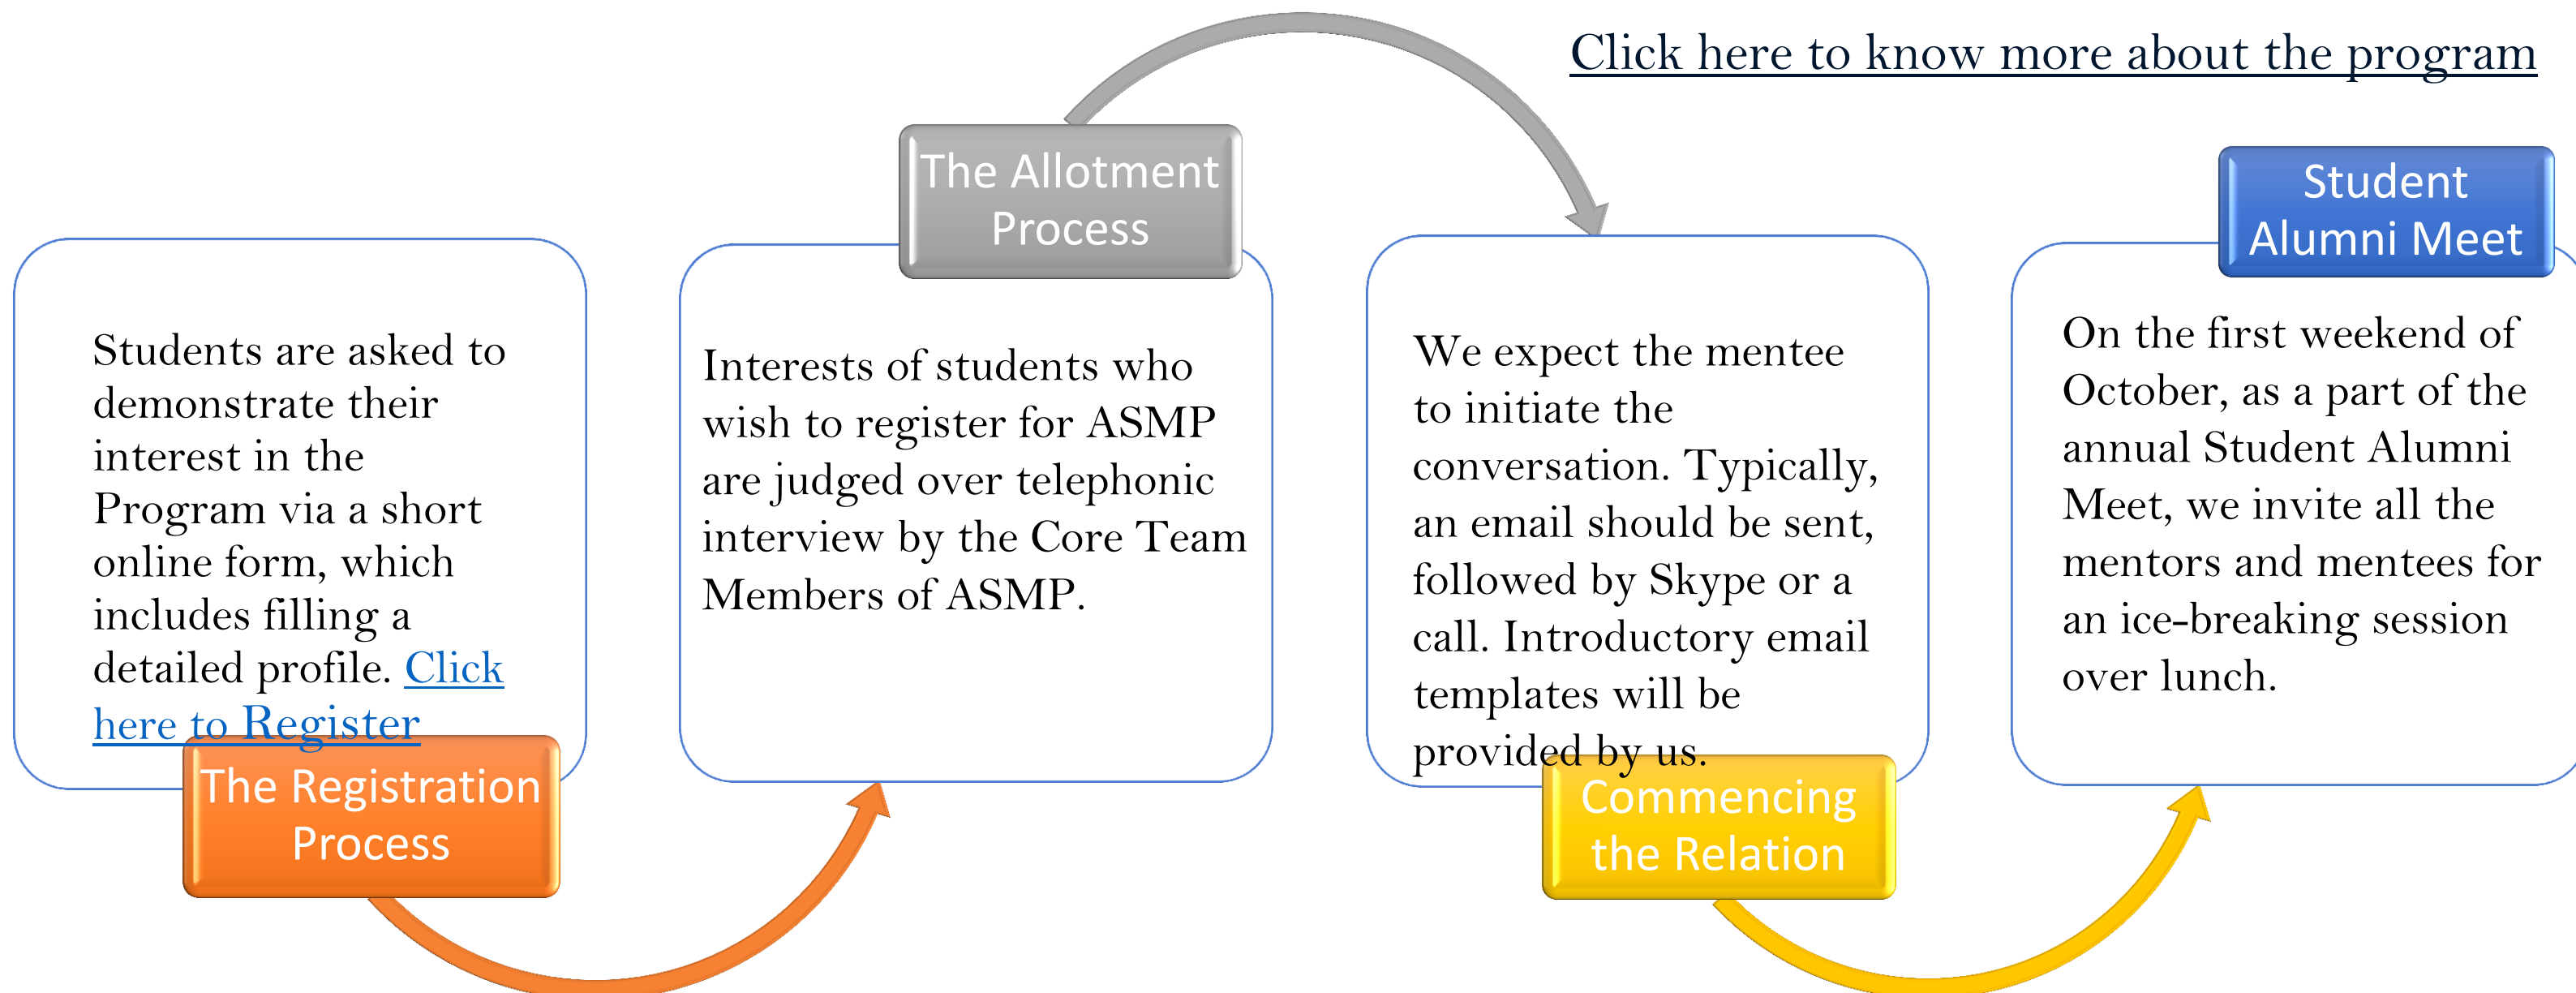 Click here to know more about the program
Students are asked to
demonstrate their
interest in the
Program via a short
online form, which
includes filling a
detailed profile. Click
here to Register
The Registration
Process
The Allotment
Process
Interests of students who
wish to register for ASMP
are judged over telephonic
interview by the Core Team
Members of ASMP.
We expect the mentee
to initiate the
conversation. Typically,
an email should be sent,
followed by Skype or a
call. Introductory email
templates will be
provided by us.
Commencing
the Relation
Student
Alumni Meet
On the first weekend of
October, as a part of the
annual Student Alumni
Meet, we invite all the
mentors and mentees for
an ice-breaking session
over lunch.